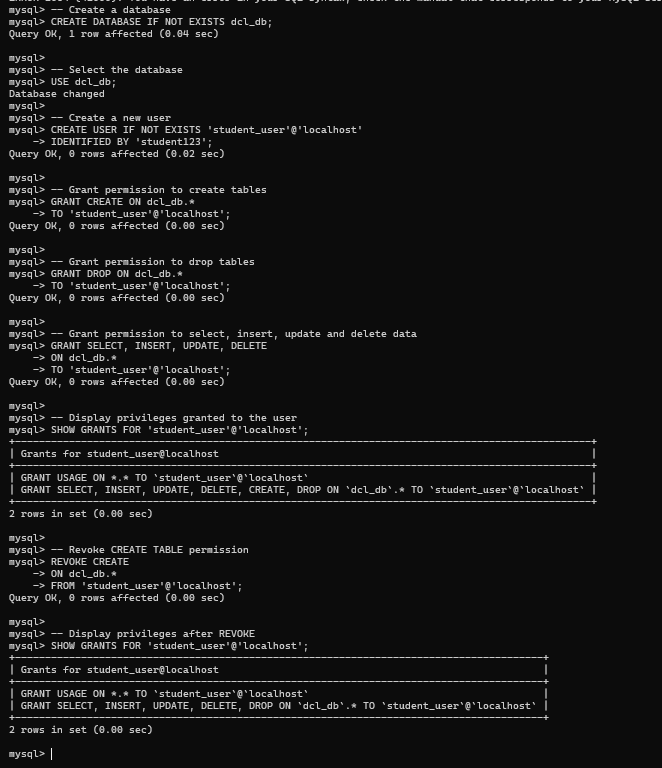 mysql> -- Create a database
mysql> CREATE DATABASE IF NOT EXISTS dcl_db;
Query OK, 1 row affected (0.04 sec)
mysql>
mysql> -- Select the database
mysql> USE dcl_db;
Database changed
mysql>
mysql> -- Create a new user
mysql> CREATE USER IF NOT EXISTS 'student_user'@'localhost'
    -> IDENTIFIED BY 'student123';
Query OK, 0 rows affected (0.02 sec)
mysql>
mysql> -- Grant permission to create tables
mysql> GRANT CREATE ON dcl_db.*
    -> TO 'student_user'@'localhost';
Query OK, 0 rows affected (0.00 sec)
mysql>
mysql> -- Grant permission to drop tables
mysql> GRANT DROP ON dcl_db.*
    -> TO 'student_user'@'localhost';
Query OK, 0 rows affected (0.00 sec)
mysql>
mysql> -- Grant permission to select, insert, update and delete data
mysql> GRANT SELECT, INSERT, UPDATE, DELETE
    -> ON dcl_db.*
    -> TO 'student_user'@'localhost';
Query OK, 0 rows affected (0.00 sec)
mysql>
mysql> -- Display privileges granted to the user
mysql> SHOW GRANTS FOR 'student_user'@'localhost';
| Grants for student_user@localhost |
| GRANT USAGE ON *.* TO `student_user`@`localhost` |
| GRANT SELECT, INSERT, UPDATE, DELETE, CREATE, DROP ON `dcl_db`.* TO `student_user`@`localhost` |
2 rows in set (0.00 sec)
mysql>
mysql> -- Revoke CREATE TABLE permission
mysql> REVOKE CREATE
    -> ON dcl_db.*
    -> FROM 'student_user'@'localhost';
Query OK, 0 rows affected (0.00 sec)
mysql>
mysql> -- Display privileges after REVOKE
mysql> SHOW GRANTS FOR 'student_user'@'localhost';
| Grants for student_user@localhost |
| GRANT USAGE ON *.* TO `student_user`@`localhost` |
| GRANT SELECT, INSERT, UPDATE, DELETE, DROP ON `dcl_db`.* TO `student_user`@`localhost` |
2 rows in set (0.00 sec)
mysql>